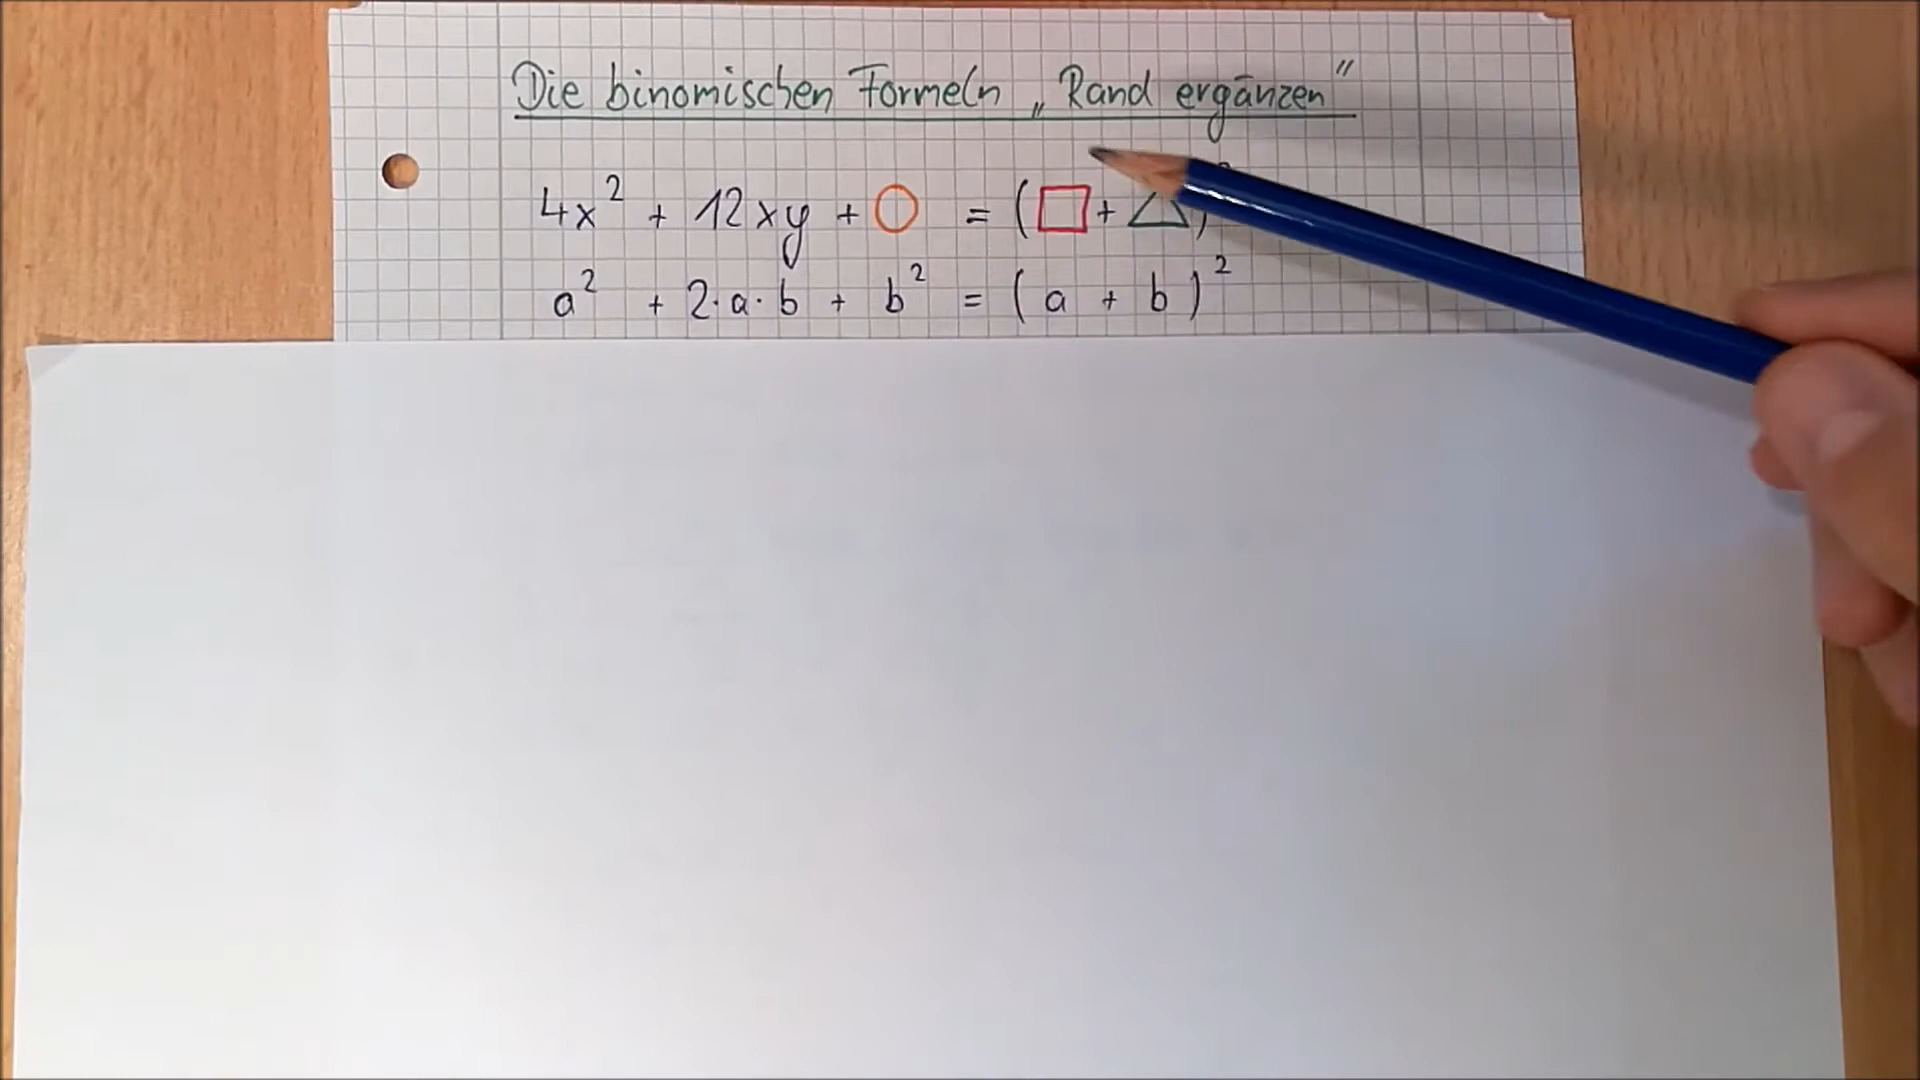 Die binomischen Formeln „Rand ergänzen"
4x² + 12xy + ○ = (□ + △)²
a² + 2·a·b + b² = (a + b)²